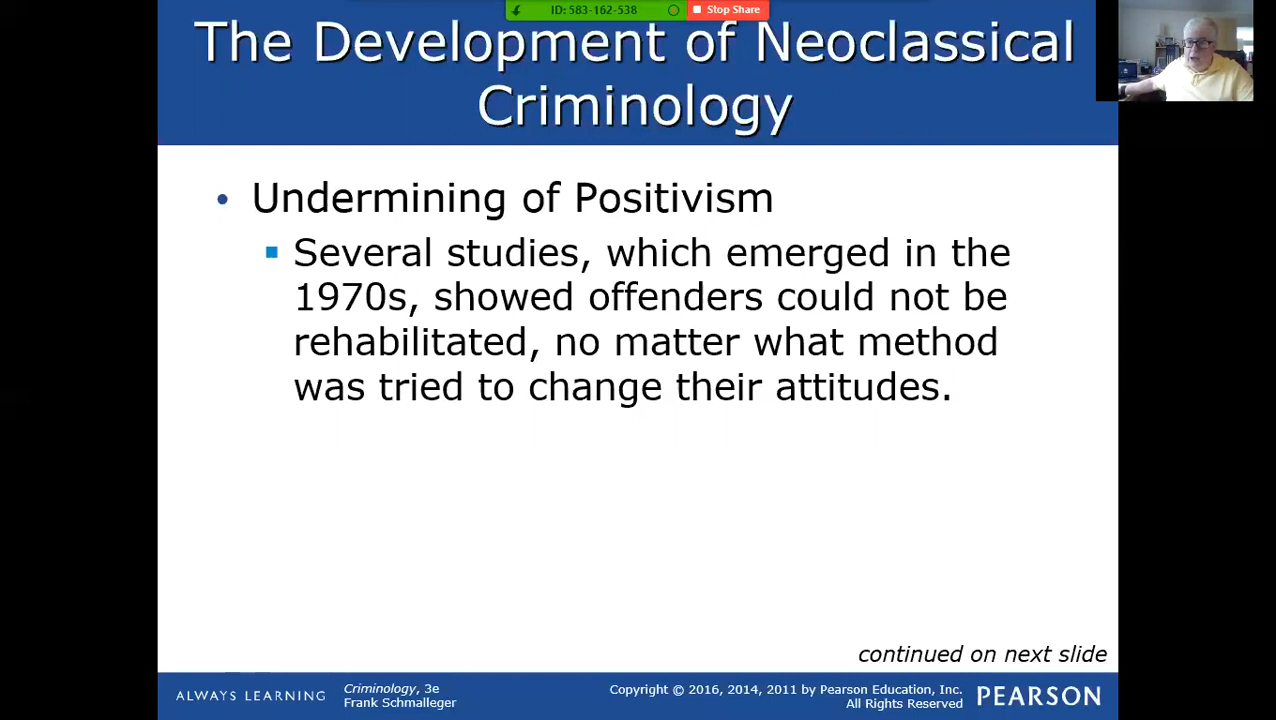 ID: 583-162-538
Stop Share
The Development of Neoclassical
Criminology
• Undermining of Positivism
▪ Several studies, which emerged in the
1970s, showed offenders could not be
rehabilitated, no matter what method
was tried to change their attitudes.
continued on next slide
ALWAYS LEARNING
Criminology, 3e
Frank Schmalleger
Copyright © 2016, 2014, 2011 by Pearson Education, Inc.
All Rights Reserved
PEARSON